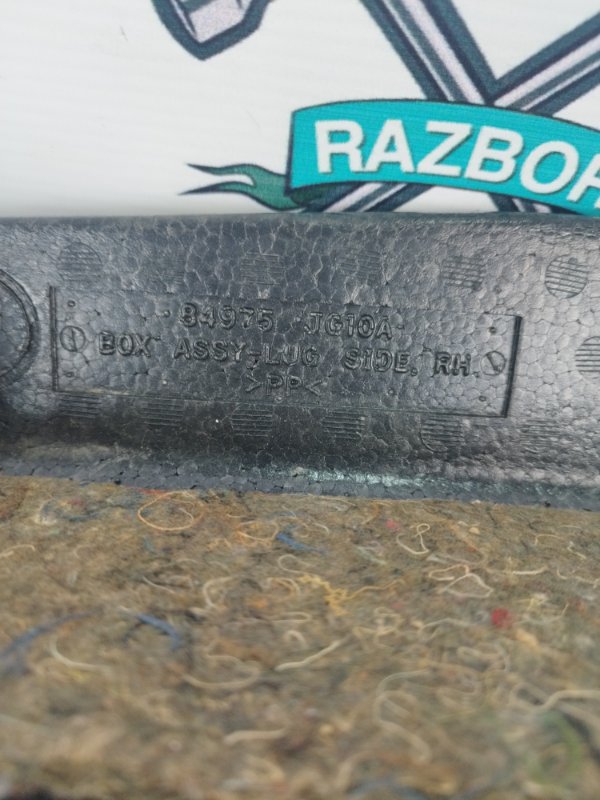 RAZBOR
84975 JG10A
BOX ASSY-LUG SIDE, RH
>PP<